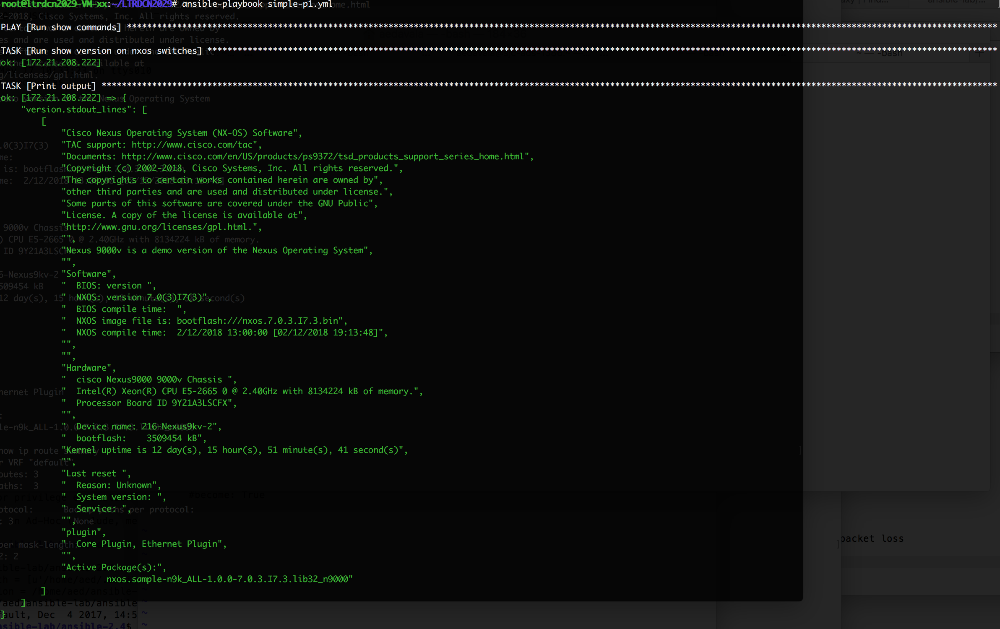 root@ltrdcn2029-VM-xx:~/LTRDCN2029# ansible-playbook simple-p1.yml
PLAY [Run show commands] ****************************************************************************************************************************************************************************
TASK [Run show version on nxos switches] ************************************************************************************************************************************************************
ok: [172.21.208.222]
TASK [Print output] *********************************************************************************************************************************************************************************
ok: [172.21.208.222] => {
    "version.stdout_lines": [
        [
            "Cisco Nexus Operating System (NX-OS) Software",
            "TAC support: http://www.cisco.com/tac",
            "Documents: http://www.cisco.com/en/US/products/ps9372/tsd_products_support_series_home.html",
            "Copyright (c) 2002-2018, Cisco Systems, Inc. All rights reserved.",
            "The copyrights to certain works contained herein are owned by",
            "other third parties and are used and distributed under license.",
            "Some parts of this software are covered under the GNU Public",
            "License. A copy of the license is available at",
            "http://www.gnu.org/licenses/gpl.html.",
            "",
            "Nexus 9000v is a demo version of the Nexus Operating System",
            "",
            "Software",
            "  BIOS: version ",
            "  NXOS: version 7.0(3)I7(3)",
            "  BIOS compile time:  ",
            "  NXOS image file is: bootflash:///nxos.7.0.3.I7.3.bin",
            "  NXOS compile time:  2/12/2018 13:00:00 [02/12/2018 19:13:48]",
            "",
            "",
            "Hardware",
            "  cisco Nexus9000 9000v Chassis ",
            "  Intel(R) Xeon(R) CPU E5-2665 0 @ 2.40GHz with 8134224 kB of memory.",
            "  Processor Board ID 9Y21A3LSCFX",
            "",
            "  Device name: 216-Nexus9kv-2",
            "  bootflash:    3509454 kB",
            "Kernel uptime is 12 day(s), 15 hour(s), 51 minute(s), 41 second(s)",
            "",
            "Last reset ",
            "  Reason: Unknown",
            "  System version: ",
            "  Service: ",
            "",
            "plugin",
            "  Core Plugin, Ethernet Plugin",
            "",
            "Active Package(s):",
            "        nxos.sample-n9k_ALL-1.0.0-7.0.3.I7.3.lib32_n9000"
        ]
    ]
}
~ — -bash
packet loss
#become: True